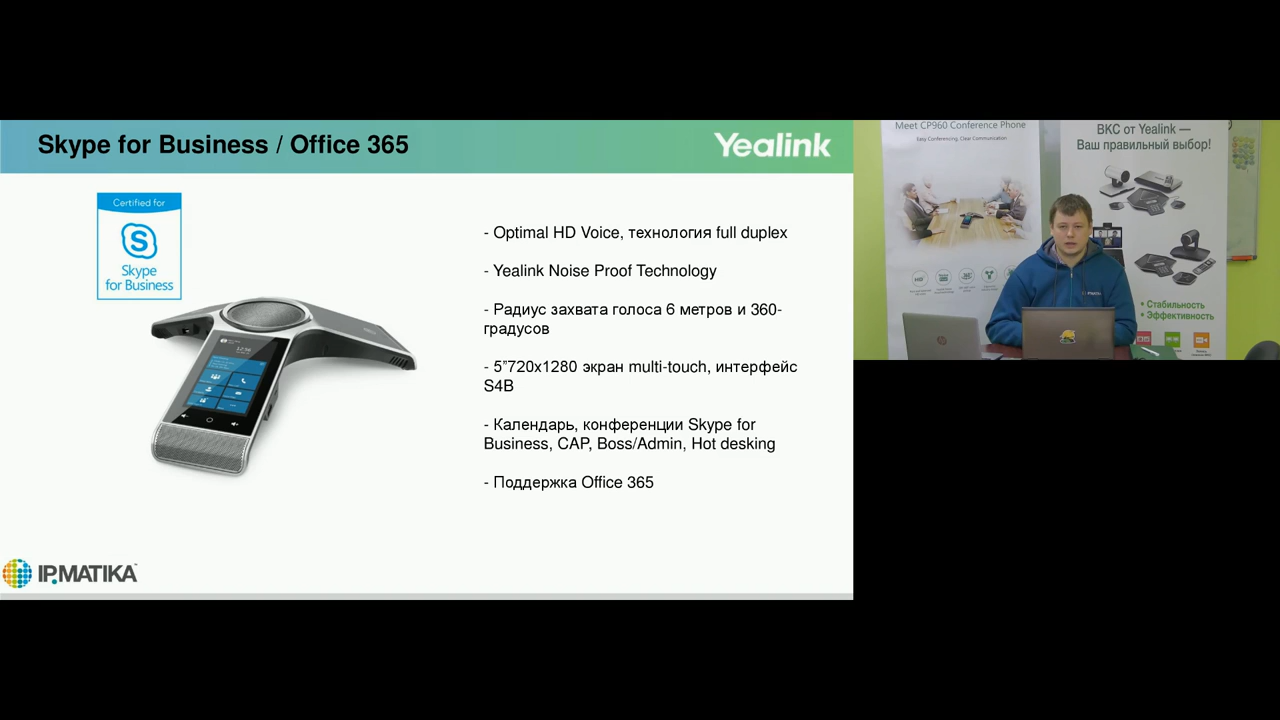 Skype for Business / Office 365
Yealink
Certified for
Skype
for Business
- Optimal HD Voice, технология full duplex
- Yealink Noise Proof Technology
- Радиус захвата голоса 6 метров и 360-
градусов
- 5”720x1280 экран multi-touch, интерфейс
S4B
- Календарь, конференции Skype for
Business, CAP, Boss/Admin, Hot desking
- Поддержка Office 365
IP.MATIKA
Meet CP960 Conference Phone
Easy Conferencing, Clear Communication
ВКС от Yealink —
Ваш правильный выбор!
• Стабильность
• Эффективность